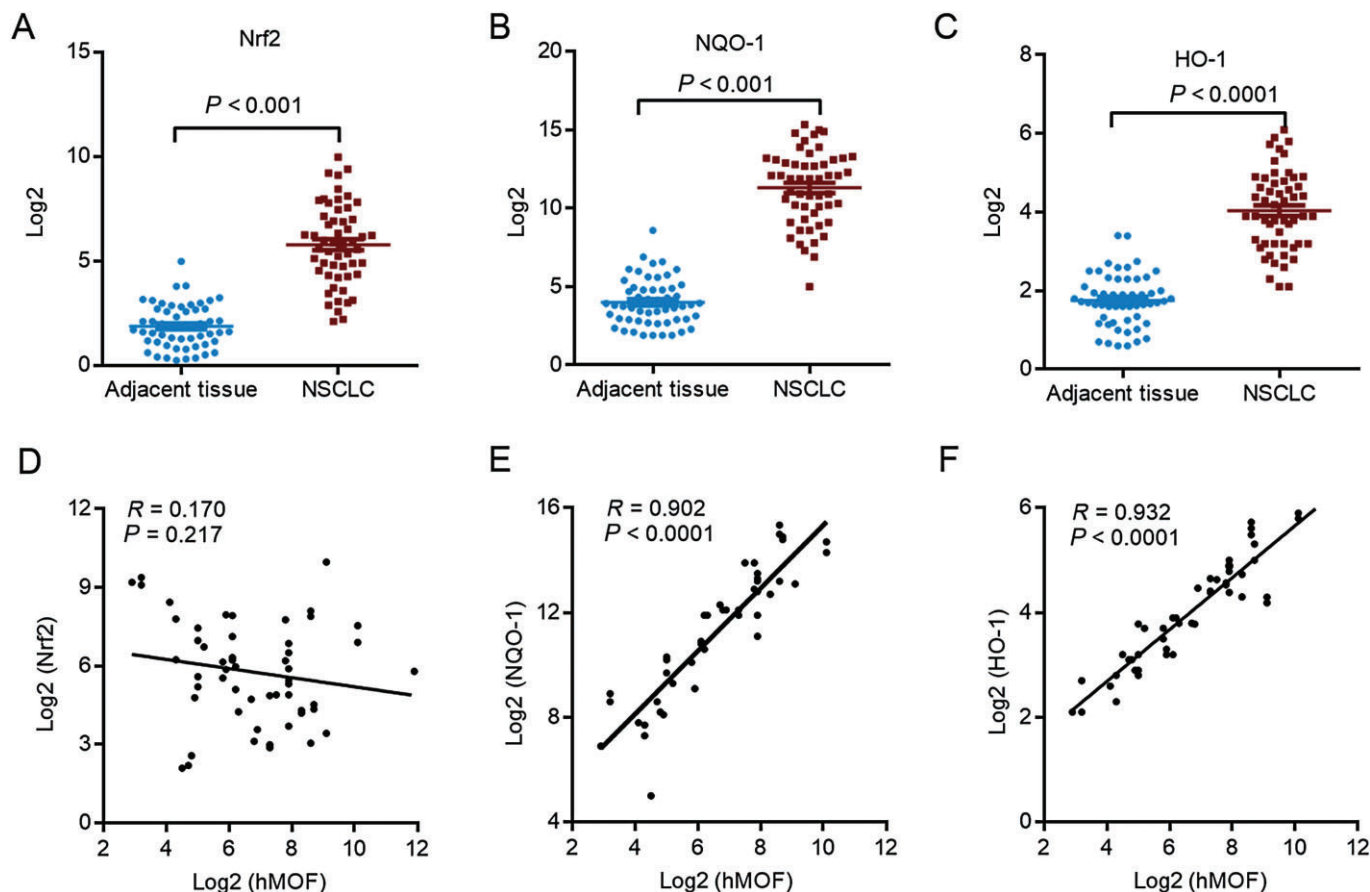 A
Nrf2
P < 0.001
Log2
15
10
5
0
Adjacent tissue
NSCLC
B
NQO-1
P < 0.001
Log2
20
15
10
5
0
Adjacent tissue
NSCLC
C
HO-1
P < 0.0001
Log2
8
6
4
2
0
Adjacent tissue
NSCLC
D
R = 0.170
P = 0.217
Log2 (Nrf2)
12
9
6
3
0
2 4 6 8 10 12
Log2 (hMOF)
E
R = 0.902
P < 0.0001
Log2 (NQO-1)
16
12
8
4
2 4 6 8 10 12
Log2 (hMOF)
F
R = 0.932
P < 0.0001
Log2 (HO-1)
6
4
2
0
2 4 6 8 10 12
Log2 (hMOF)